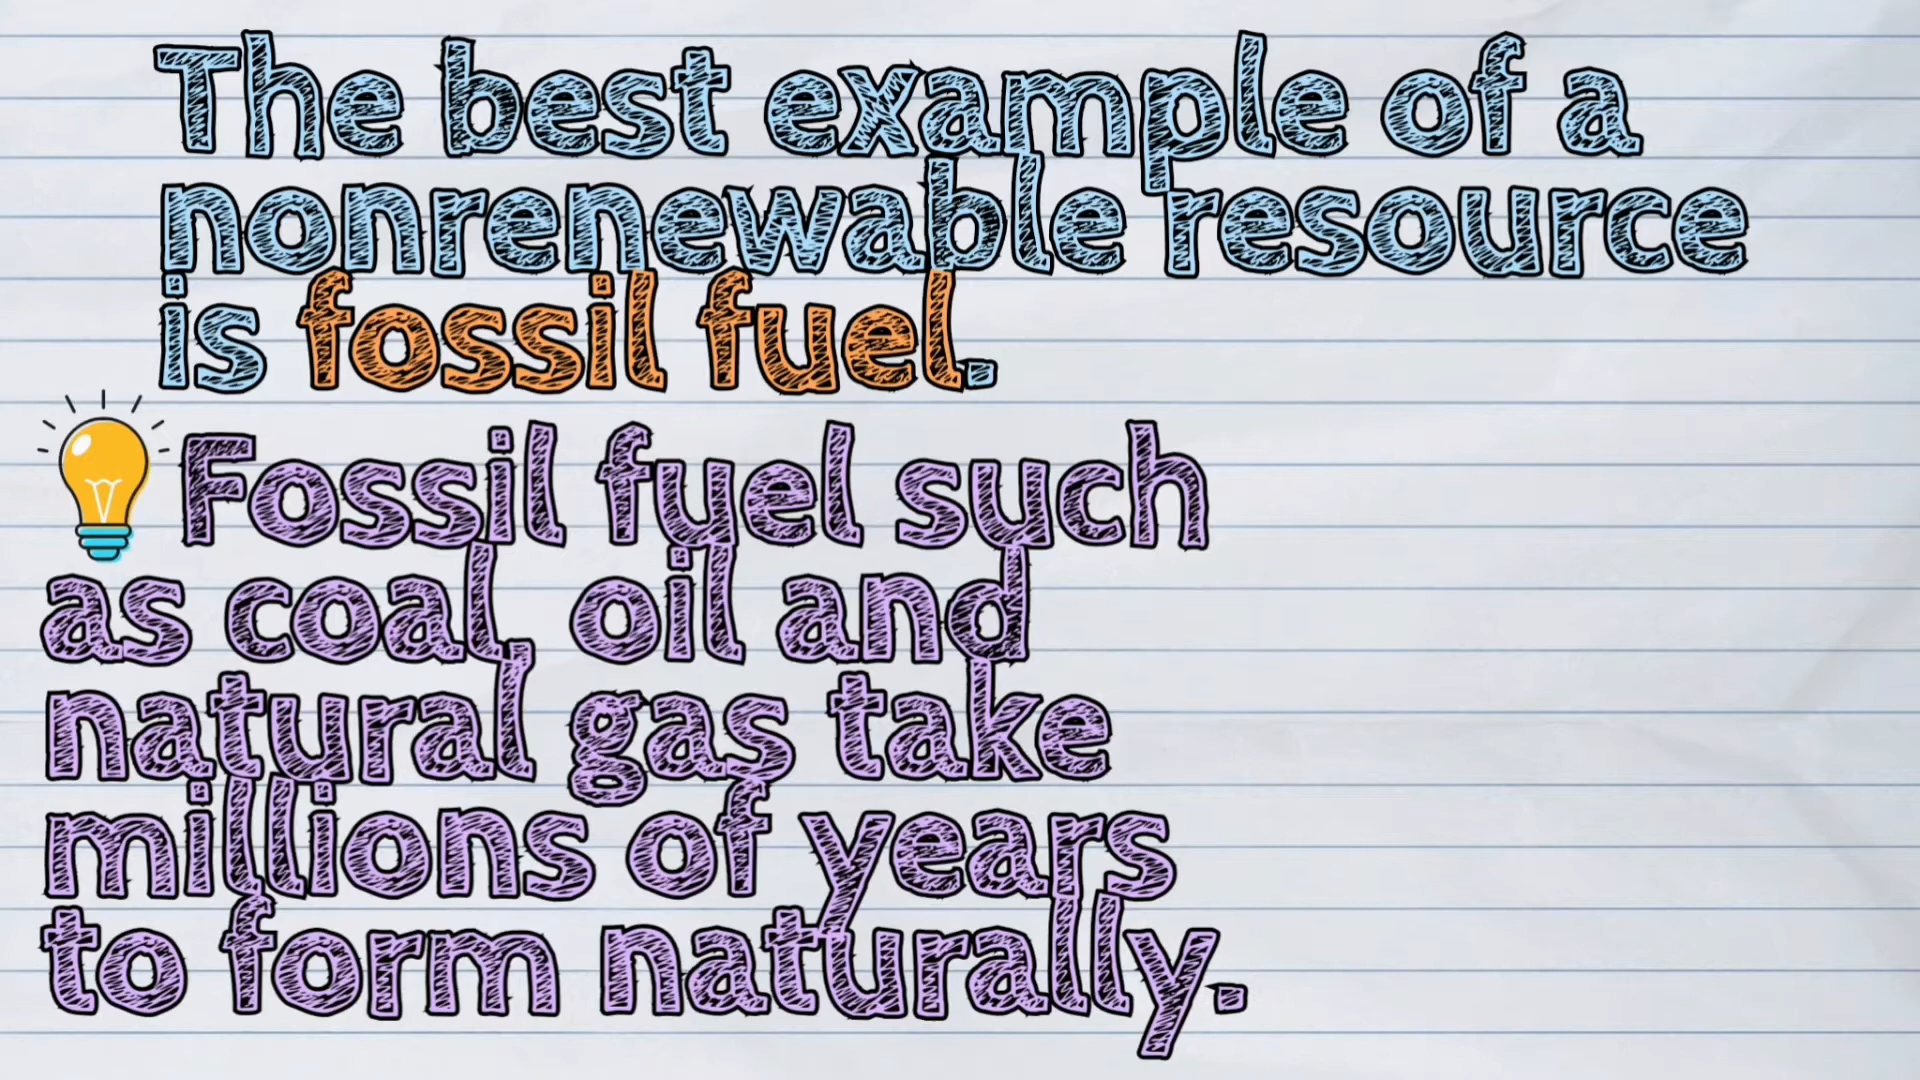 The best example of a
nonrenewable resource
is fossil fuel.
Fossil fuel such
as coal, oil and
natural gas take
millions of years
to form naturally.